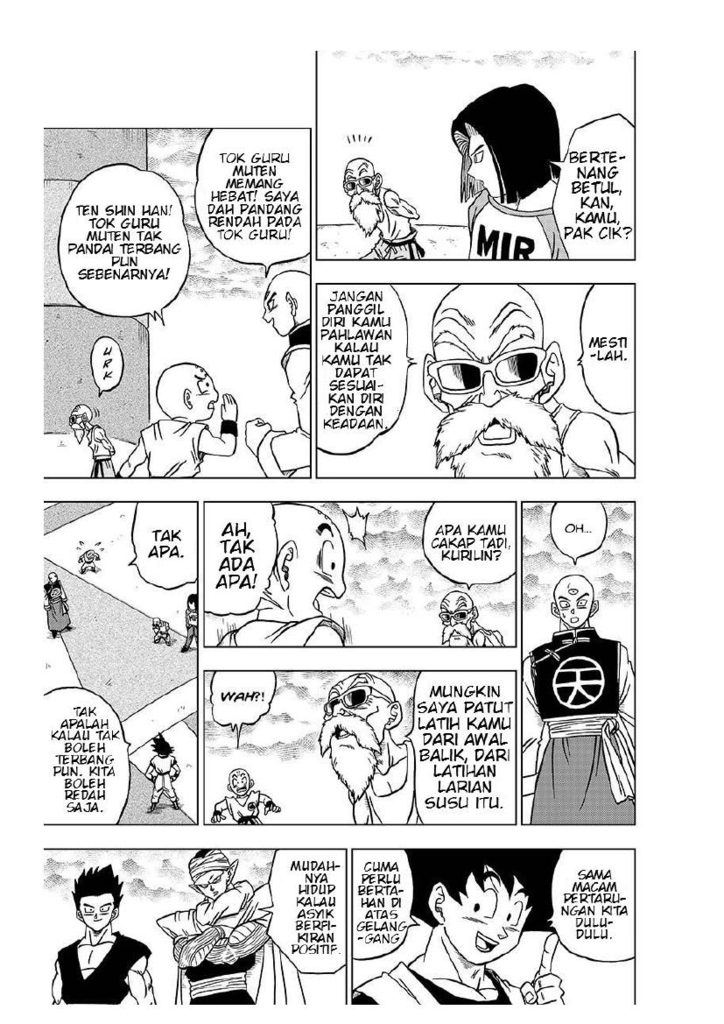 BERTE-
NANG
BETUL,
KAN,
KAMU,
PAK CIK?
MIR
TOK GURU
MUTEN
MEMANG
HEBAT! SAYA
DAH PANDANG
RENDAH PADA
TOK GURU!
TEN SHIN HAN!
TOK GURU
MUTEN TAK
PANDAI TERBANG
PUN
SEBENARNYA!
URK
MESTI
-LAH.
JANGAN
PANGGIL
DIRI KAMU
PAHLAWAN
KALAU
KAMU TAK
DAPAT
SESUAI-
KAN DIRI
DENGAN
KEADAAN.
OH...
天
APA KAMU
CAKAP TADI,
KURILIN?
AH,
TAK
ADA
APA!
MUNGKIN
SAYA PATUT
LATIH KAMU
DARI AWAL
BALIK, DARI
LATIHAN
LARIAN
SUSU ITU.
WAH?!
TAK
APA.
TAK
APALAH
KALAU TAK
BOLEH
TERBANG
PUN. KITA
BOLEH
REDAH
SAJA.
SAMA
MACAM
PERTARU-
NGAN KITA
DULU-
DULU.
CUMA
PERLU
BERTA-
HAN DI
ATAS
GELANG-
GANG
MUDAH-
NYA
HIDUP
KALAU
ASYIK
BERFI-
KIRAN
POSITIF.